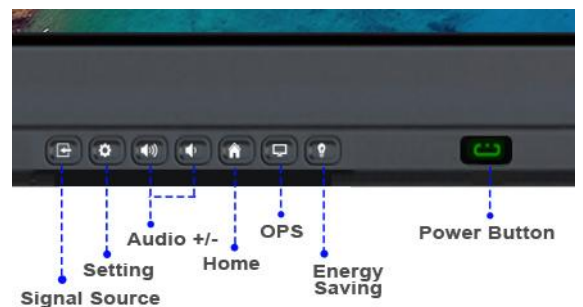 Audio +/-
OPS
Power Button
Setting
Home
Energy
Saving
Signal Source